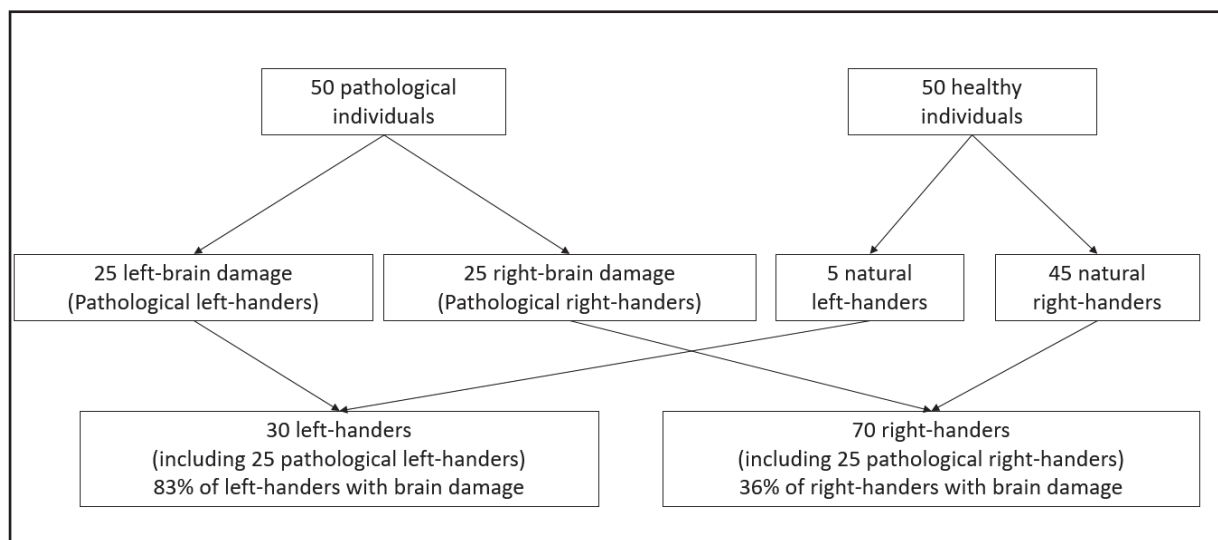 50 pathological
individuals
50 healthy
individuals
25 left-brain damage
(Pathological left-handers)
25 right-brain damage
(Pathological right-handers)
5 natural
left-handers
45 natural
right-handers
30 left-handers
(including 25 pathological left-handers)
83% of left-handers with brain damage
70 right-handers
(including 25 pathological right-handers)
36% of right-handers with brain damage